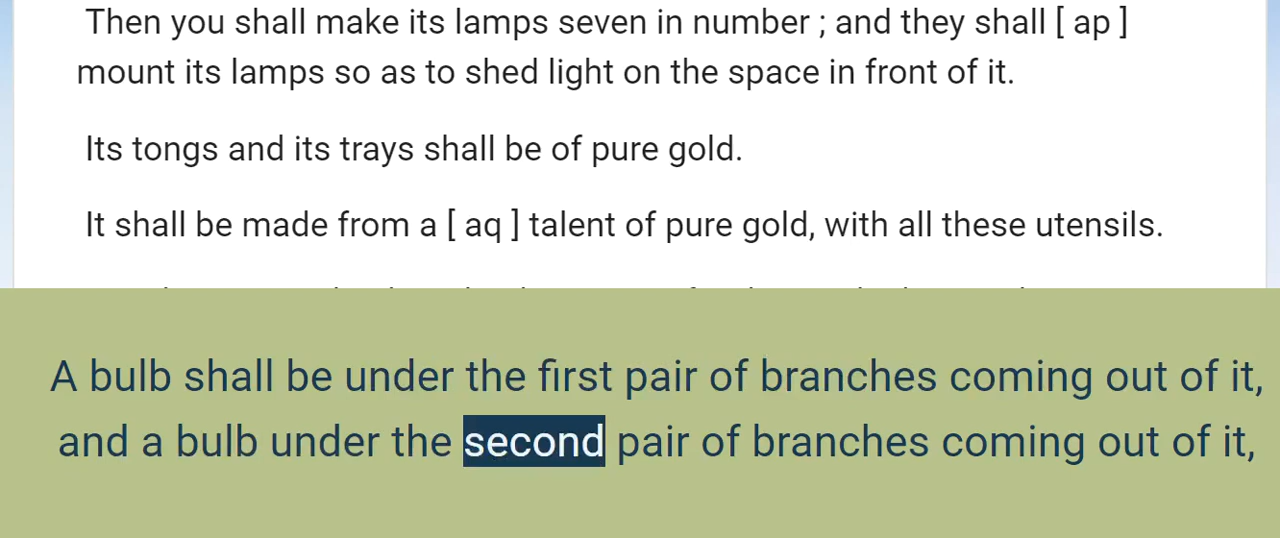 Then you shall make its lamps seven in number ; and they shall [ ap ]
mount its lamps so as to shed light on the space in front of it.
Its tongs and its trays shall be of pure gold.
It shall be made from a [ aq ] talent of pure gold, with all these utensils.
A bulb shall be under the first pair of branches coming out of it,
and a bulb under the second pair of branches coming out of it,